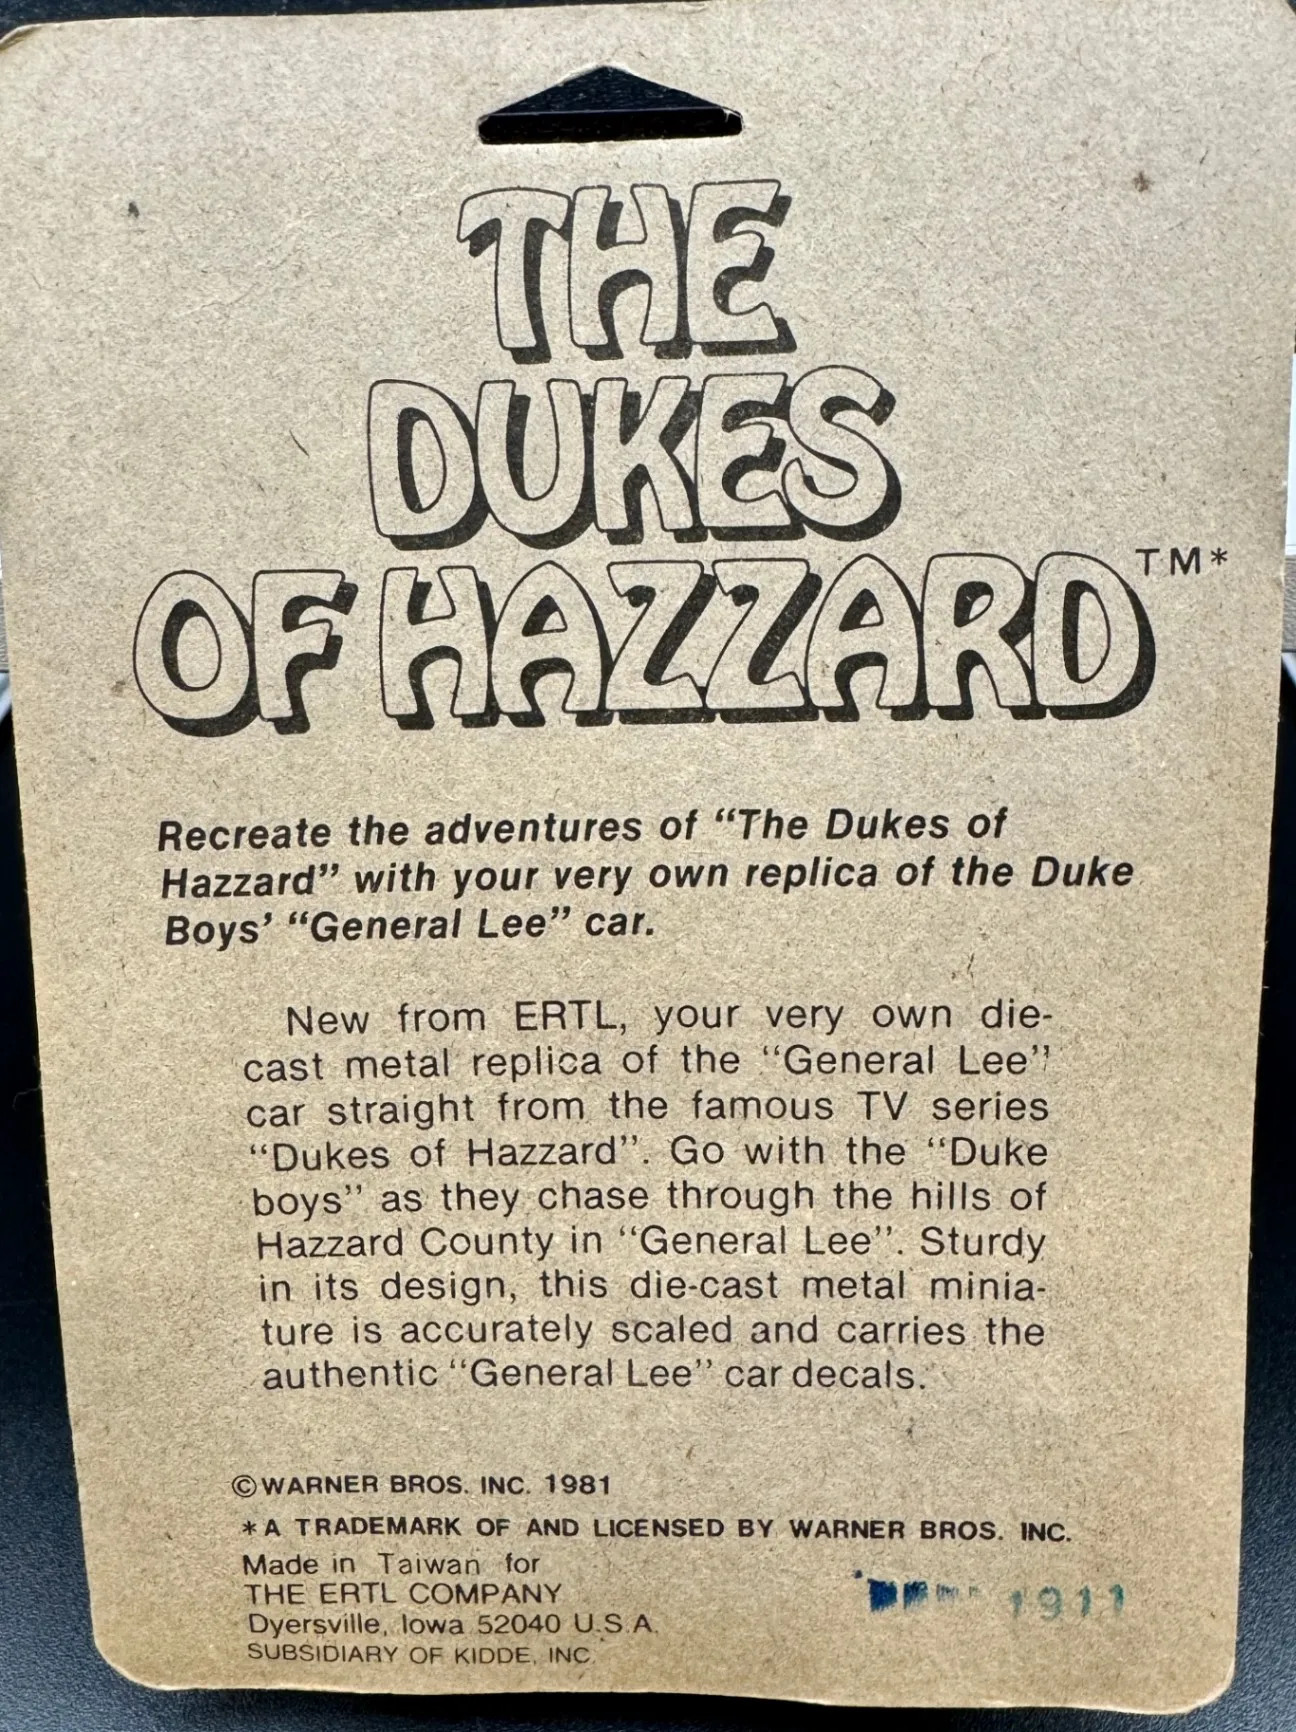 THE
DUKES
OF HAZZARD™*
Recreate the adventures of “The Dukes of
Hazzard” with your very own replica of the Duke
Boys’ “General Lee” car.
New from ERTL, your very own die-
cast metal replica of the “General Lee”
car straight from the famous TV series
“Dukes of Hazzard”. Go with the “Duke
boys” as they chase through the hills of
Hazzard County in “General Lee”. Sturdy
in its design, this die-cast metal minia-
ture is accurately scaled and carries the
authentic “General Lee” car decals.
©WARNER BROS. INC. 1981
*A TRADEMARK OF AND LICENSED BY WARNER BROS. INC.
Made in Taiwan for
THE ERTL COMPANY
Dyersville, Iowa 52040 U.S.A.
SUBSIDIARY OF KIDDE, INC.
1911